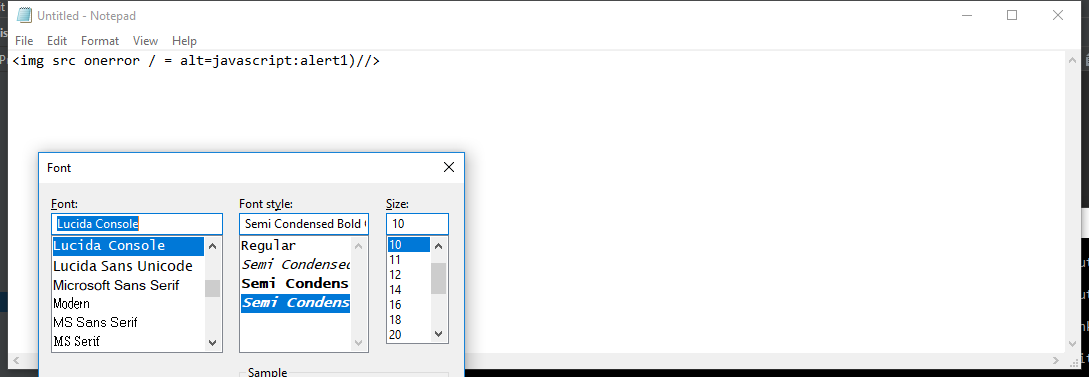 Untitled - Notepad
File Edit Format View Help
<img src onerror / = alt=javascript:alert1)//>
Font
Font: Font style: Size:
Lucida Console Semi Condensed Bold 10
Lucida Console Regular 10
Lucida Sans Unicode Semi Condensed 11
Microsoft Sans Serif Semi Condens 12
Modern Semi Condens 14
MS Sans Serif 16
MS Serif 18
20
Sample